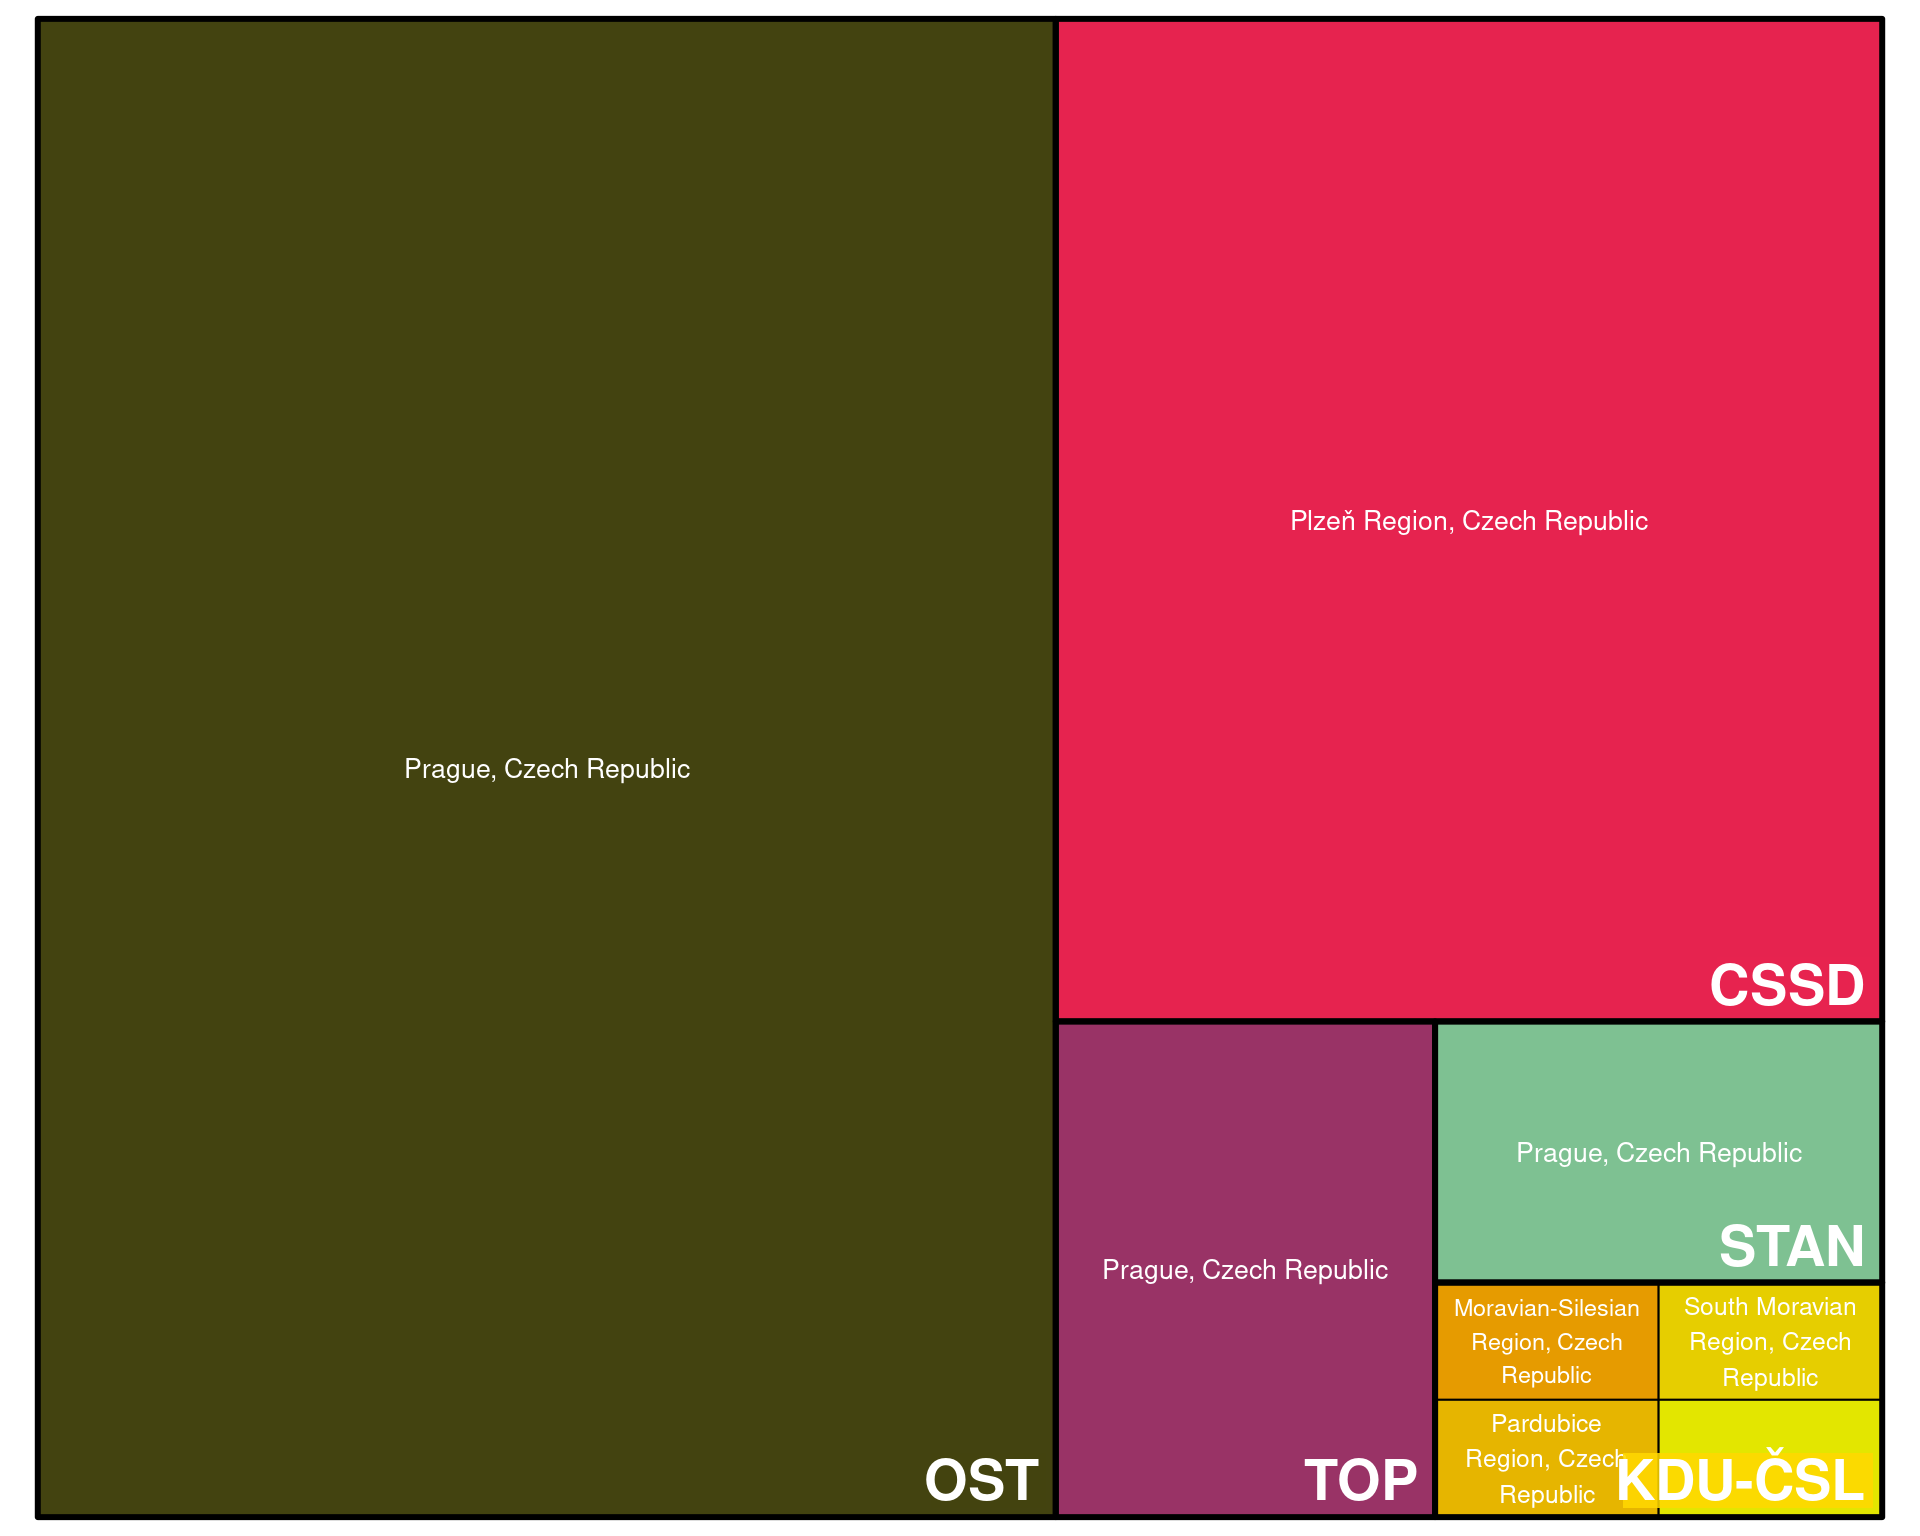 Prague, Czech Republic
OST
Plzeň Region, Czech Republic
CSSD
Prague, Czech Republic
TOP
Prague, Czech Republic
STAN
Moravian-Silesian
Region, Czech
Republic
South Moravian
Region, Czech
Republic
Pardubice
Region, Czech
Republic
KDU-ČSL